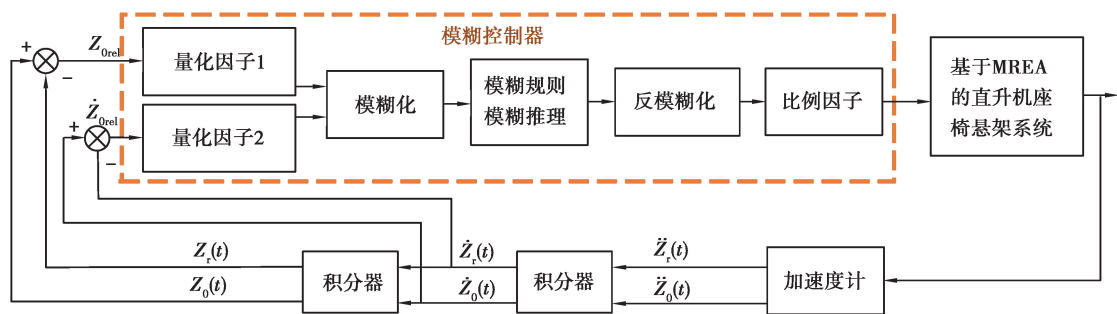 模糊控制器
+
Z0rel
−
量化因子1
Ż0rel
+
−
量化因子2
模糊化
模糊规则
模糊推理
反模糊化
比例因子
基于MREA
的直升机座
椅悬架系统
Zr(t)
Z0(t)
积分器
Żr(t)
Ż0(t)
积分器
Z̈r(t)
Z̈0(t)
加速度计